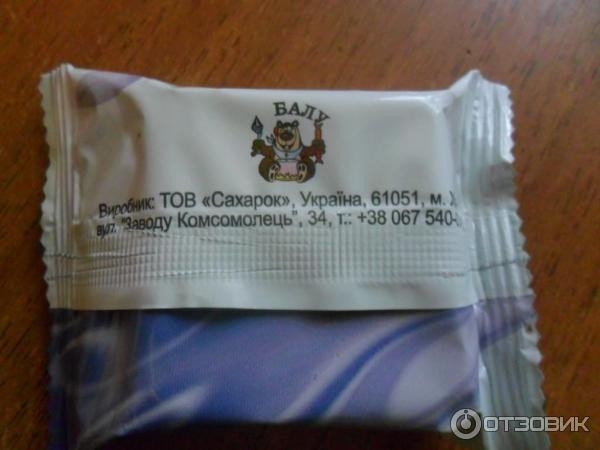 БАЛУ
Виробник: ТОВ «Сахарок», Україна, 61051, м. Х
вул. "Заводу Комсомолець", 34, т.: +38 067 540-
ОТЗОВИК